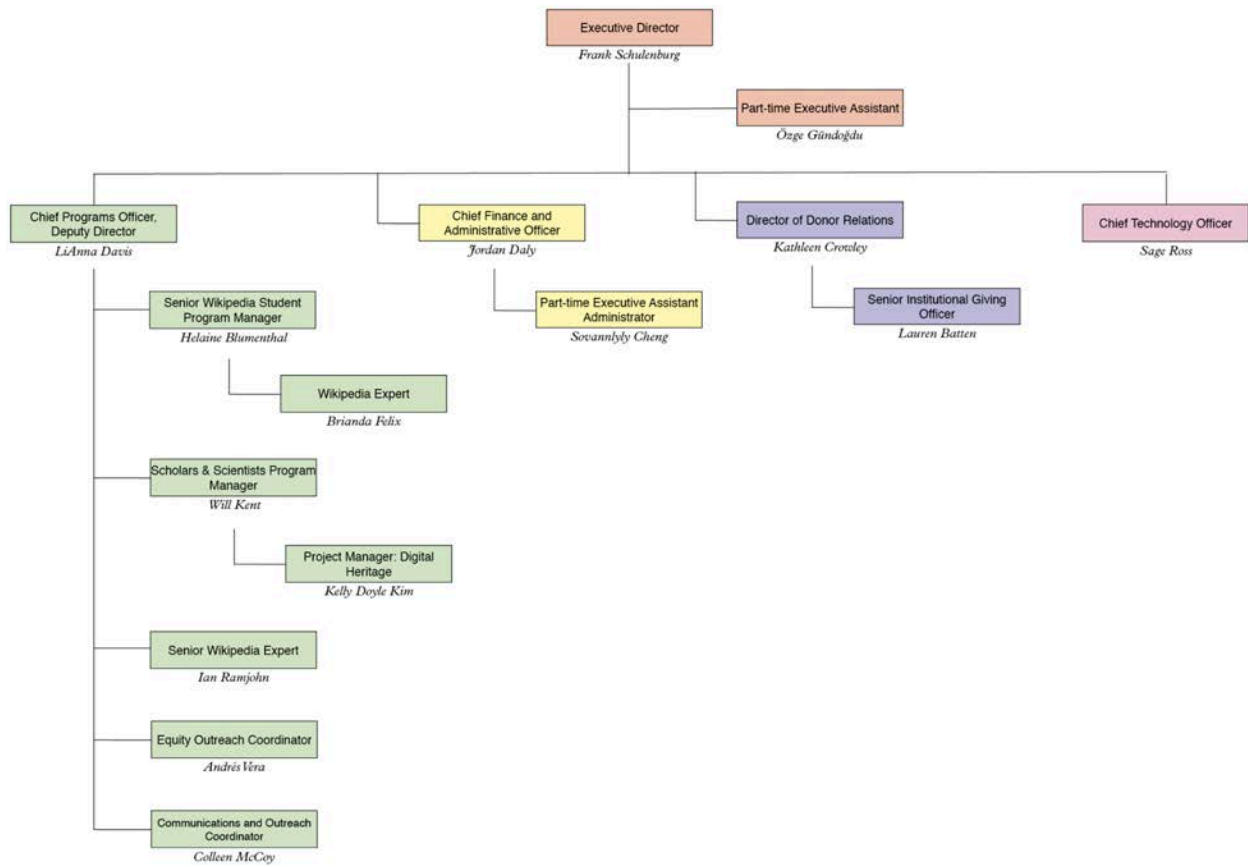 Executive Director
Frank Schulenburg
Part-time Executive Assistant
Özge Gündoğdu
Chief Programs Officer,
Deputy Director
LiAnna Davis
Chief Finance and
Administrative Officer
Jordan Daly
Director of Donor Relations
Kathleen Crowley
Chief Technology Officer
Sage Ross
Senior Wikipedia Student
Program Manager
Helaine Blumenthal
Part-time Executive Assistant
Administrator
Sovannlyly Cheng
Senior Institutional Giving
Officer
Lauren Batten
Wikipedia Expert
Brianda Felix
Scholars & Scientists Program
Manager
Will Kent
Project Manager: Digital
Heritage
Kelly Doyle Kim
Senior Wikipedia Expert
Ian Ramjohn
Equity Outreach Coordinator
Andrés Vera
Communications and Outreach
Coordinator
Colleen McCoy